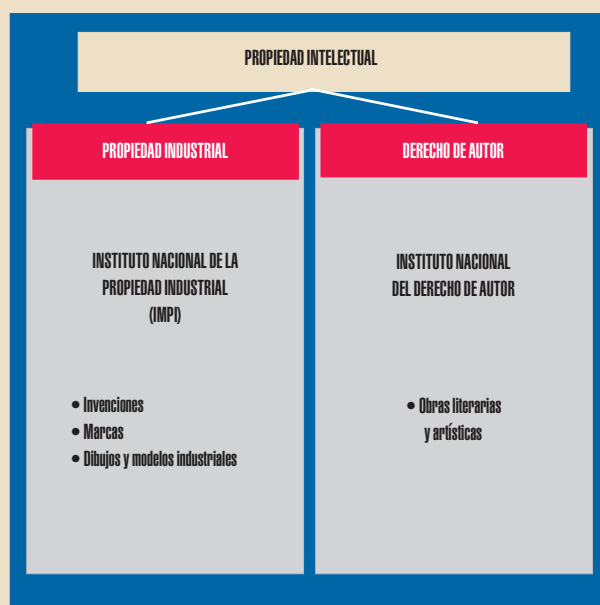 PROPIEDAD INTELECTUAL
PROPIEDAD INDUSTRIAL
INSTITUTO NACIONAL DE LA
PROPIEDAD INDUSTRIAL
(IMPI)
• Invenciones
• Marcas
• Dibujos y modelos industriales
DERECHO DE AUTOR
INSTITUTO NACIONAL
DEL DERECHO DE AUTOR
• Obras literarias
y artísticas